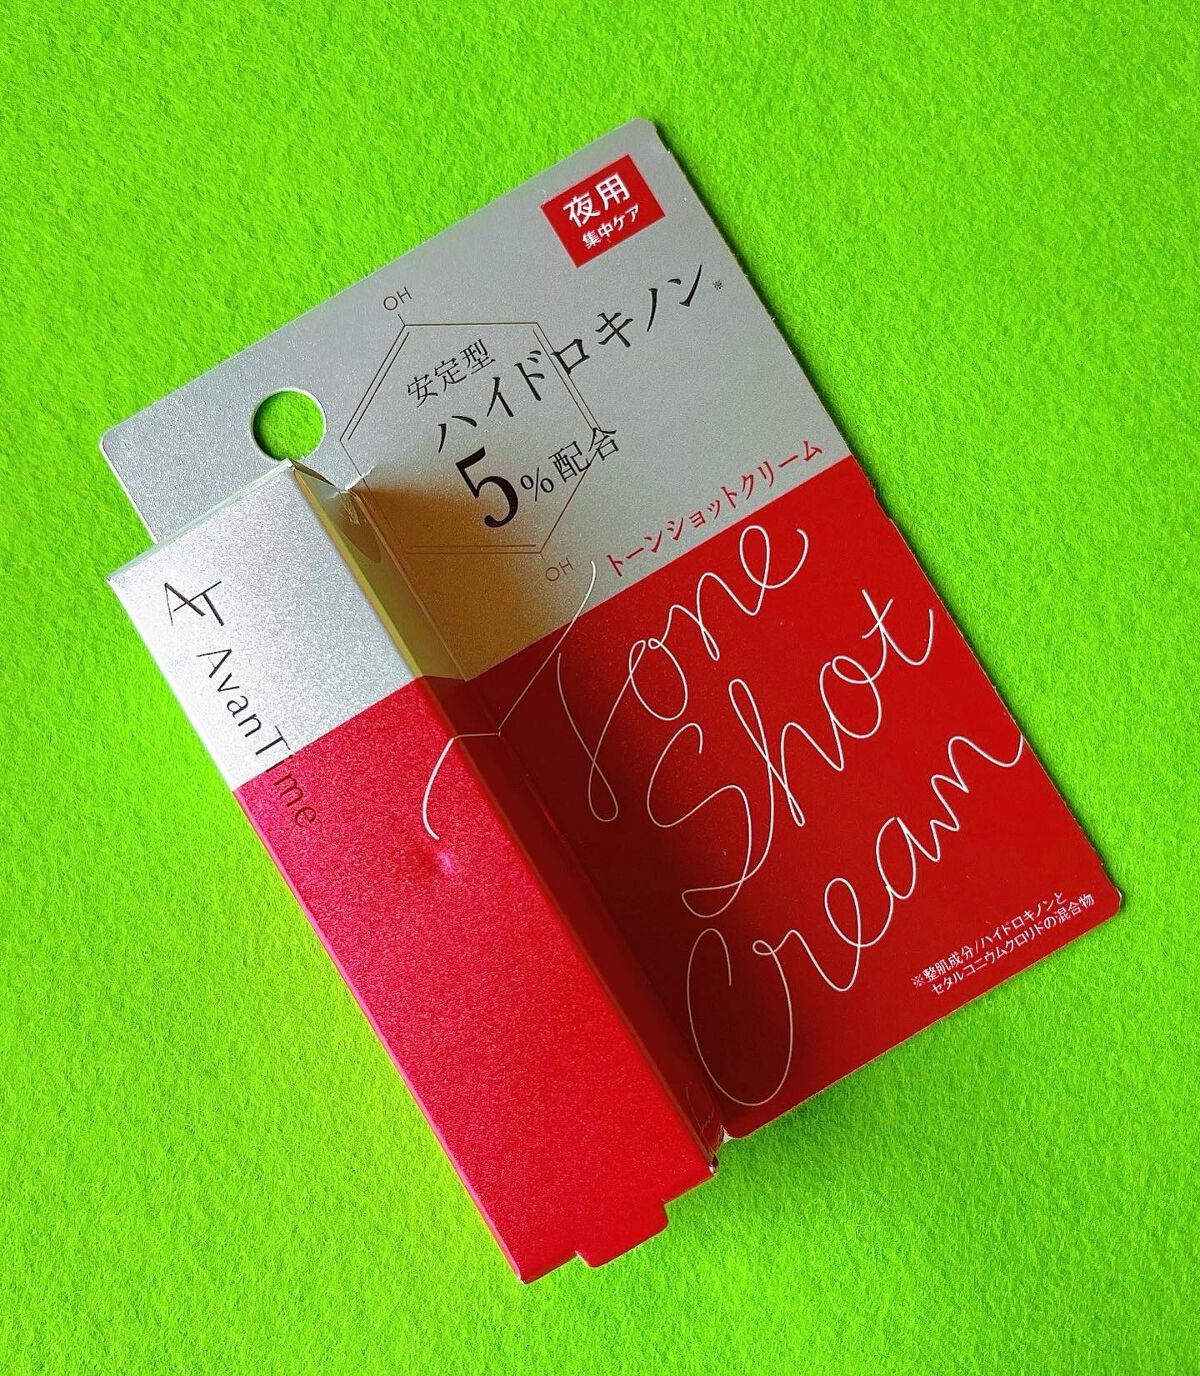 夜用
集中ケア
OH
安定型
ハイドロキノン※
5%配合
OH
トーンショットクリーム
Tone
Shot
Cream
AT
AvanTime
※整肌成分/ハイドロキノンと
セタルコニウムクロリドの混合物